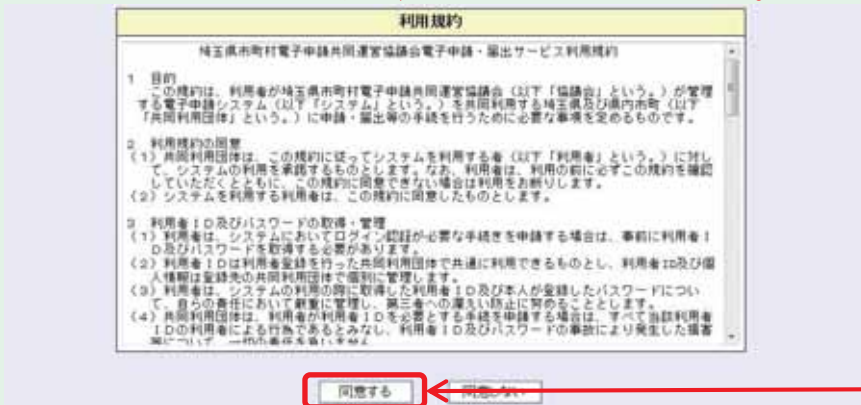 利用規約
埼玉県市町村電子申請共同運営協議会電子申請・届出サービス利用規約
1 目的
この規約は、利用者が埼玉県市町村電子申請共同運営協議会(以下「協議会」という。)が管理
する電子申請システム(以下「システム」という。)を共同利用する埼玉県及び県内市町(以下
「共同利用団体」という。)に申請・届出等の手続を行うために必要な事項を定めるものです。
2 利用規約の同意
(1)共同利用団体は、この規約に従ってシステムを利用する者(以下「利用者」という。)に対し
て、システムの利用を承諾するものとします。なお、利用者は、利用の前に必ずこの規約を確認
していただくとともに、この規約に同意できない場合は利用をお断りします。
(2)システムを利用する利用者は、この規約に同意したものとします。
3 利用者ID及びパスワードの取得・管理
(1)利用者は、システムにおいてログイン認証が必要な手続きを申請する場合は、事前に利用者I
D及びパスワードを取得する必要があります。
(2)利用者IDは利用者登録を行った共同利用団体で共通に利用できるものとし、利用者ID及び個
人情報は登録先の共同利用団体で個別に管理します。
(3)利用者は、システムの利用の際に取得した利用者ID及び本人が登録したパスワードについ
て、自らの責任において厳重に管理し、第三者への漏えい防止に努めることとします。
(4)共同利用団体は、利用者が利用者IDを必要とする手続を申請する場合は、すべて当該利用者
IDの利用者による行為であるとみなし、利用者ID及びパスワードの事故により発生した損害
等について、一切の責任を負いません
同意する
同意しない